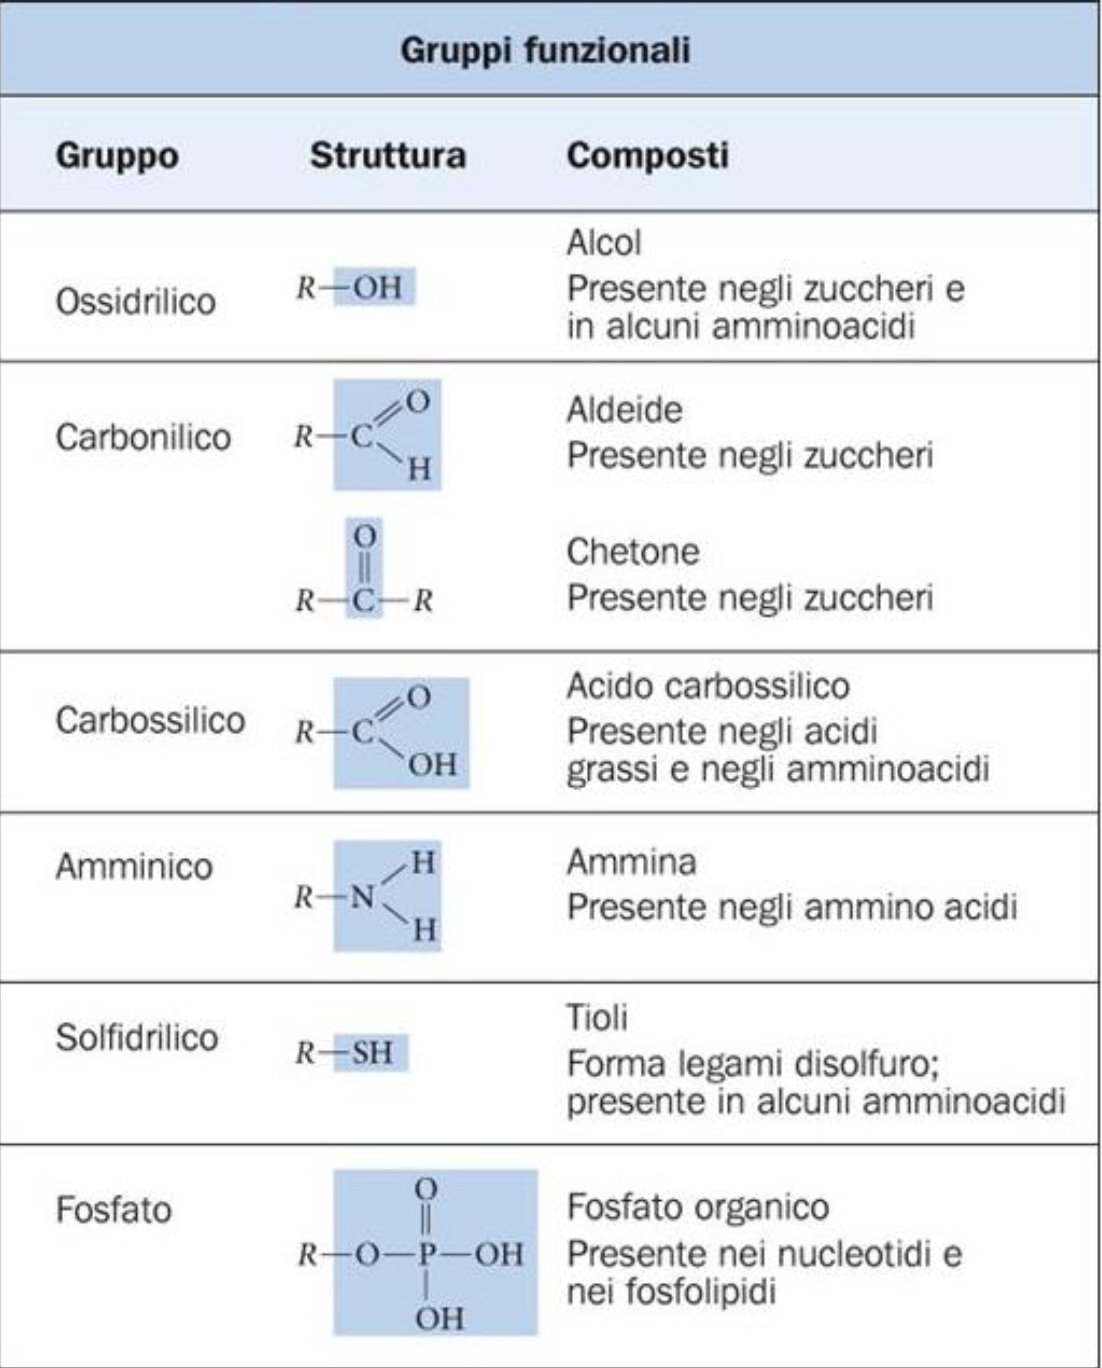 Gruppi funzionali
Gruppo Struttura Composti
Ossidrilico
R—OH
Alcol
Presente negli zuccheri e
in alcuni amminoacidi
Carbonilico
O
R—C
H
Aldeide
Presente negli zuccheri
O
R—C—R
Chetone
Presente negli zuccheri
Carbossilico
O
R—C
OH
Acido carbossilico
Presente negli acidi
grassi e negli amminoacidi
Amminico
H
R—N
H
Ammina
Presente negli ammino acidi
Solfidrilico
R—SH
Tioli
Forma legami disolfuro;
presente in alcuni amminoacidi
Fosfato
O
R—O—P—OH
OH
Fosfato organico
Presente nei nucleotidi e
nei fosfolipidi